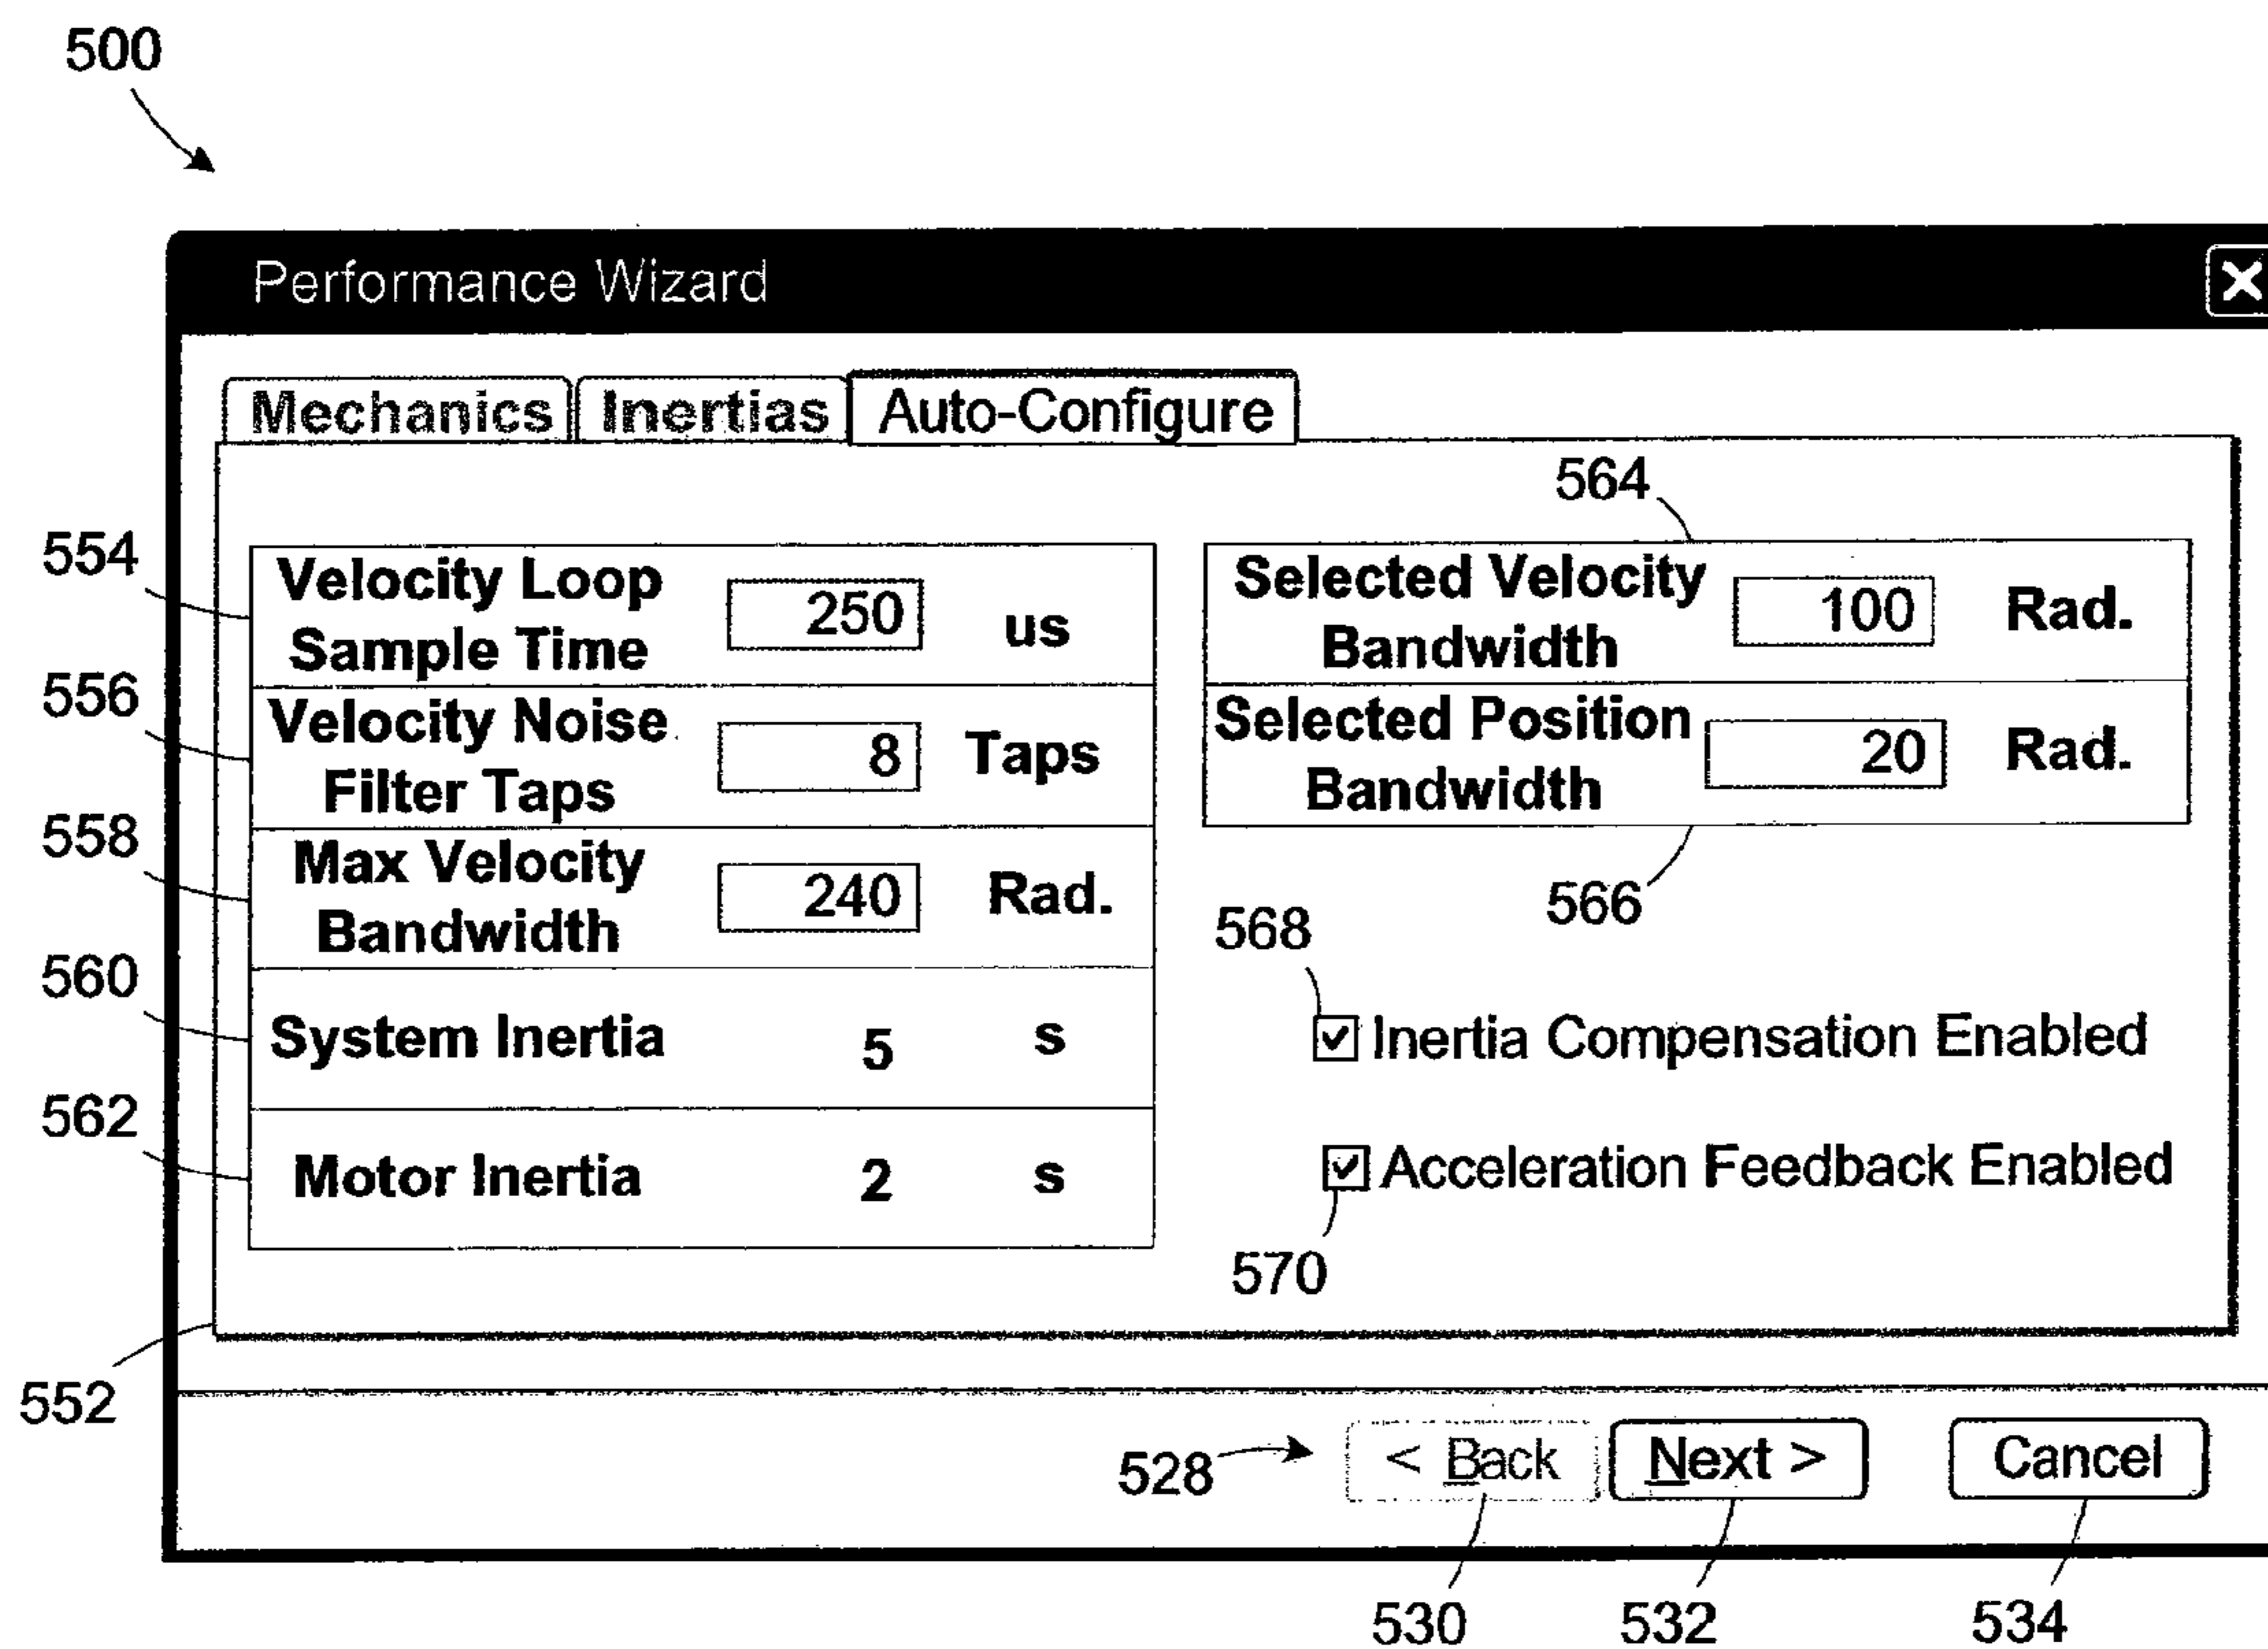 500
Performance Wizard
Mechanics Inertias Auto-Configure
554
Velocity Loop
Sample Time
250 us
556
Velocity Noise
Filter Taps
8 Taps
558
Max Velocity
Bandwidth
240 Rad.
560
System Inertia 5 s
562
Motor Inertia 2 s
564
Selected Velocity
Bandwidth
100 Rad.
Selected Position
Bandwidth
20 Rad.
566
568
Inertia Compensation Enabled
Acceleration Feedback Enabled
570
552
528
< Back Next > Cancel
530 532 534